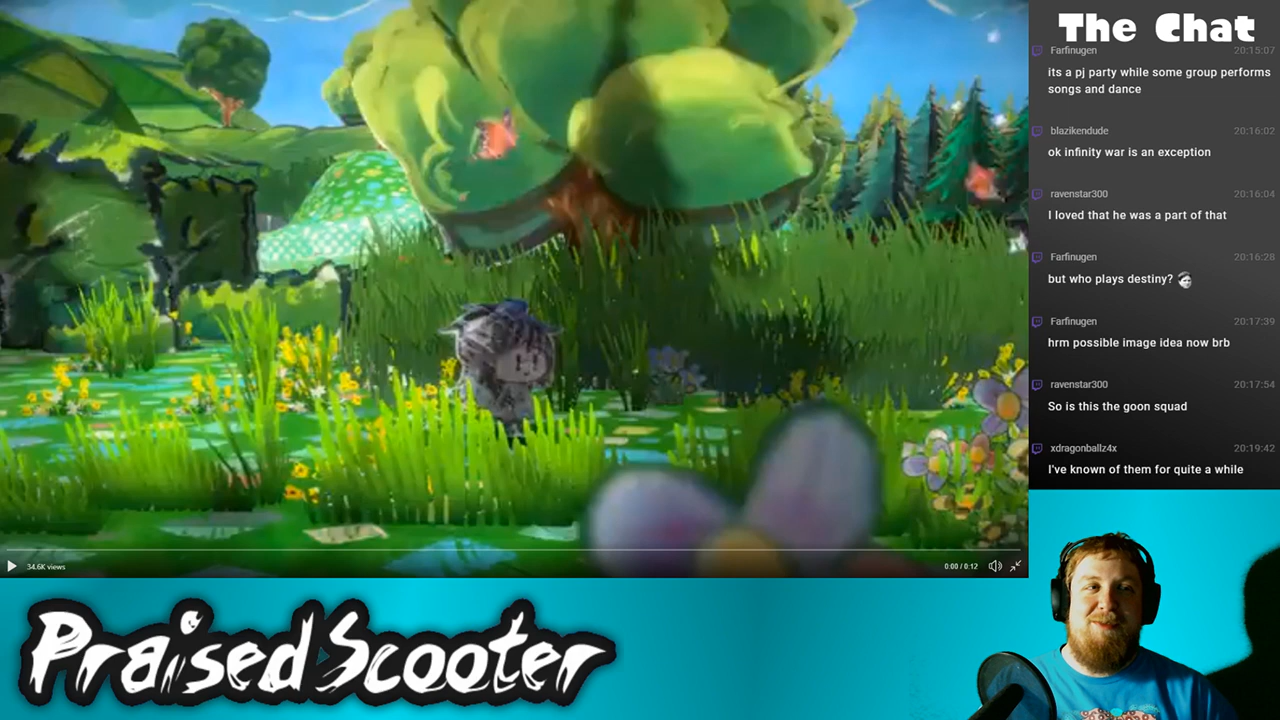 The Chat
Farfinugen 20:15:07
its a pj party while some group performs
songs and dance
blazikendude 20:16:02
ok infinity war is an exception
ravenstar300 20:16:04
I loved that he was a part of that
Farfinugen 20:16:28
but who plays destiny?
Farfinugen 20:17:39
hrm possible image idea now brb
ravenstar300 20:17:54
So is this the goon squad
xdragonballz4x 20:19:42
I've known of them for quite a while
34.6K views
0:00 / 0:12
PraisedScooter